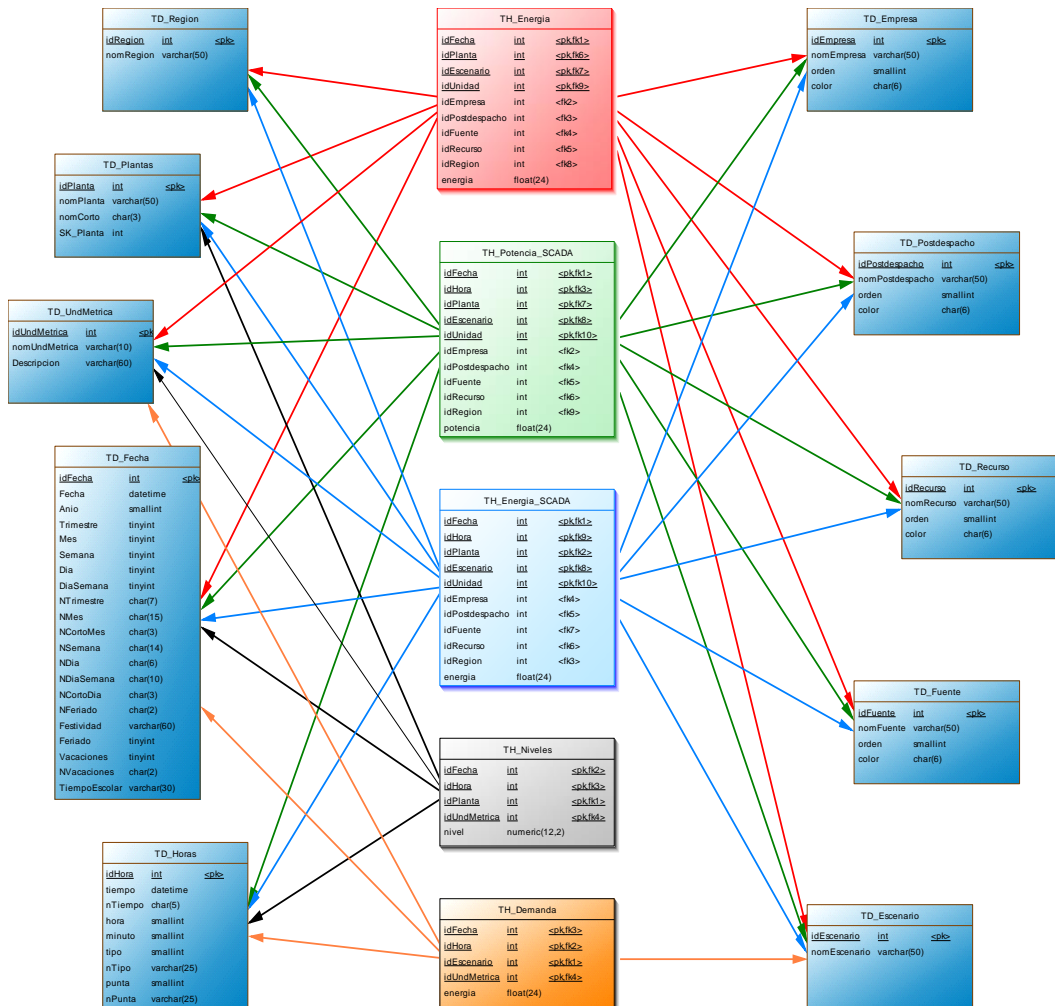 TD_Region
idRegion int <pk>
nomRegion varchar(50)
TH_Energia
idFecha int <pk,fk1>
idPlanta int <pk,fk6>
idEscenario int <pk,fk7>
idUnidad int <pk,fk9>
idEmpresa int <fk2>
idPostdespacho int <fk3>
idFuente int <fk4>
idRecurso int <fk5>
idRegion int <fk8>
energia float(24)
TD_Empresa
idEmpresa int <pk>
nomEmpresa varchar(50)
orden smallint
color char(6)
TD_Plantas
idPlanta int <pk>
nomPlanta varchar(50)
nomCorto char(3)
SK_Planta int
TH_Potencia_SCADA
idFecha int <pk,fk1>
idHora int <pk,fk3>
idPlanta int <pk,fk7>
idEscenario int <pk,fk8>
idUnidad int <pk,fk10>
idEmpresa int <fk2>
idPostdespacho int <fk4>
idFuente int <fk5>
idRecurso int <fk6>
idRegion int <fk9>
potencia float(24)
TD_Postdespacho
idPostdespacho int <pk>
nomPostdespacho varchar(50)
orden smallint
color char(6)
TD_UndMetrica
idUndMetrica int <pk
nomUndMetrica varchar(10)
Descripcion varchar(60)
TD_Fecha
idFecha int <pk>
Fecha datetime
Anio smallint
Trimestre tinyint
Mes tinyint
Semana tinyint
Dia tinyint
DiaSemana tinyint
NTrimestre char(7)
NMes char(15)
NCortoMes char(3)
NSemana char(14)
NDia char(6)
NDiaSemana char(10)
NCortoDia char(3)
NFeriado char(2)
Festividad varchar(60)
Feriado tinyint
Vacaciones tinyint
NVacaciones char(2)
TiempoEscolar varchar(30)
TH_Energia_SCADA
idFecha int <pk,fk1>
idHora int <pk,fk9>
idPlanta int <pk,fk2>
idEscenario int <pk,fk8>
idUnidad int <pk,fk10>
idEmpresa int <fk4>
idPostdespacho int <fk5>
idFuente int <fk7>
idRecurso int <fk6>
idRegion int <fk3>
energia float(24)
TD_Recurso
idRecurso int <pk>
nomRecurso varchar(50)
orden smallint
color char(6)
TD_Fuente
idFuente int <pk>
nomFuente varchar(50)
orden smallint
color char(6)
TH_Niveles
idFecha int <pk,fk2>
idHora int <pk,fk3>
idPlanta int <pk,fk1>
idUndMetrica int <pk,fk4>
nivel numeric(12,2)
TD_Horas
idHora int <pk>
tiempo datetime
nTiempo char(5)
hora smallint
minuto smallint
tipo smallint
nTipo varchar(25)
punta smallint
nPunta varchar(25)
TH_Demanda
idFecha int <pk,fk3>
idHora int <pk,fk2>
idEscenario int <pk,fk1>
idUndMetrica int <pk,fk4>
energia float(24)
TD_Escenario
idEscenario int <pk>
nomEscenario varchar(50)